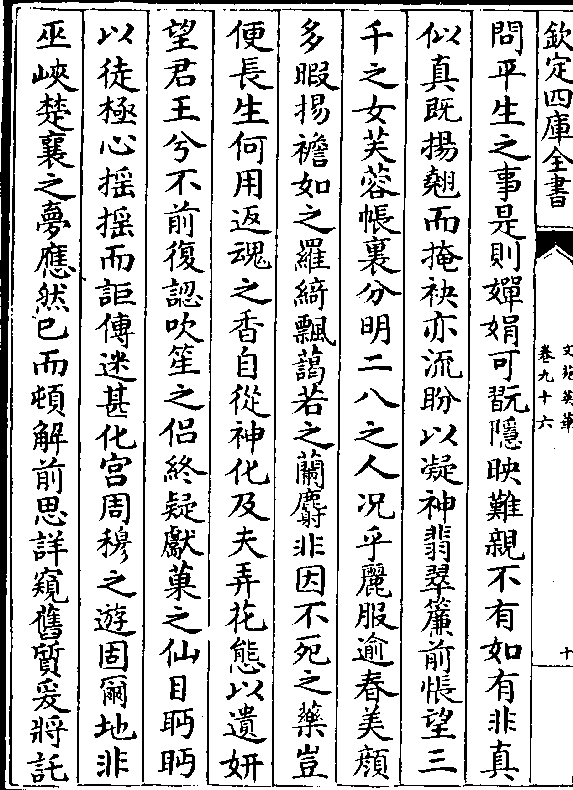 欽定四庫全書
文苑英華
卷九十六
十
問平生之事是則嬋娟可翫隱映難親不有如有非真
似真既揚翹而掩袂亦流盼以凝神翡翠簾前悵望三
千之女芙蓉帳裏分明二八之人况乎麗服逾春美顔
多暇揚襜如之羅綺飄藹若之蘭麝非因不死之藥豈
便長生何用返魂之香自從神化及夫弄花態以遺妍
望君王兮不前復認吹笙之侣終疑獻菓之仙目眄眄
以徒極心摇摇而詎傳迷甚化宫周穆之遊固爾地非
巫峽楚襄之夢應然已而頓解前思詳窺舊質爰將託